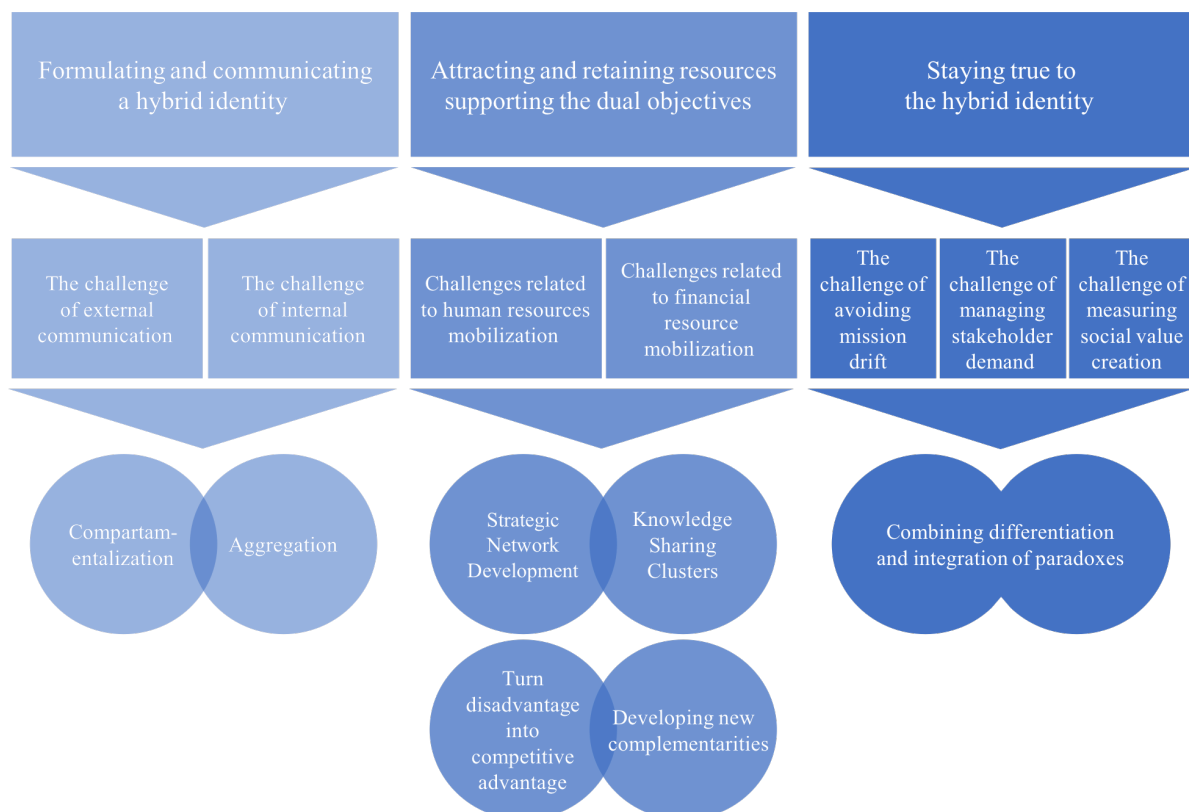 Formulating and communicating
a hybrid identity
Attracting and retaining resources
supporting the dual objectives
Staying true to
the hybrid identity
The challenge
of external
communication
The challenge
of internal
communication
Challenges related
to human resources
mobilization
Challenges related
to financial
resource
mobilization
The
challenge of
avoiding
mission
drift
The
challenge of
managing
stakeholder
demand
The
challenge of
measuring
social value
creation
Compartam-
entalization
Aggregation
Strategic
Network
Development
Knowledge
Sharing
Clusters
Combining differentiation
and integration of paradoxes
Turn
disadvantage
into
competitive
advantage
Developing new
complementarities